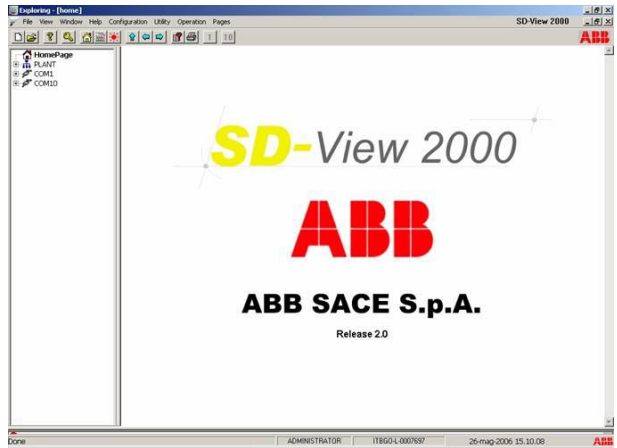 Exploring - [home]
File View Window Help Configuration Utility Operation Pages SD-View 2000
1 10 ABB
HomePage
PLANT
COM1
COM10
SD-View 2000
ABB
ABB SACE S.p.A.
Release 2.0
Done ADMINISTRATOR ITBGO-L-0007697 26-mag-2006 15.10.08 ABB